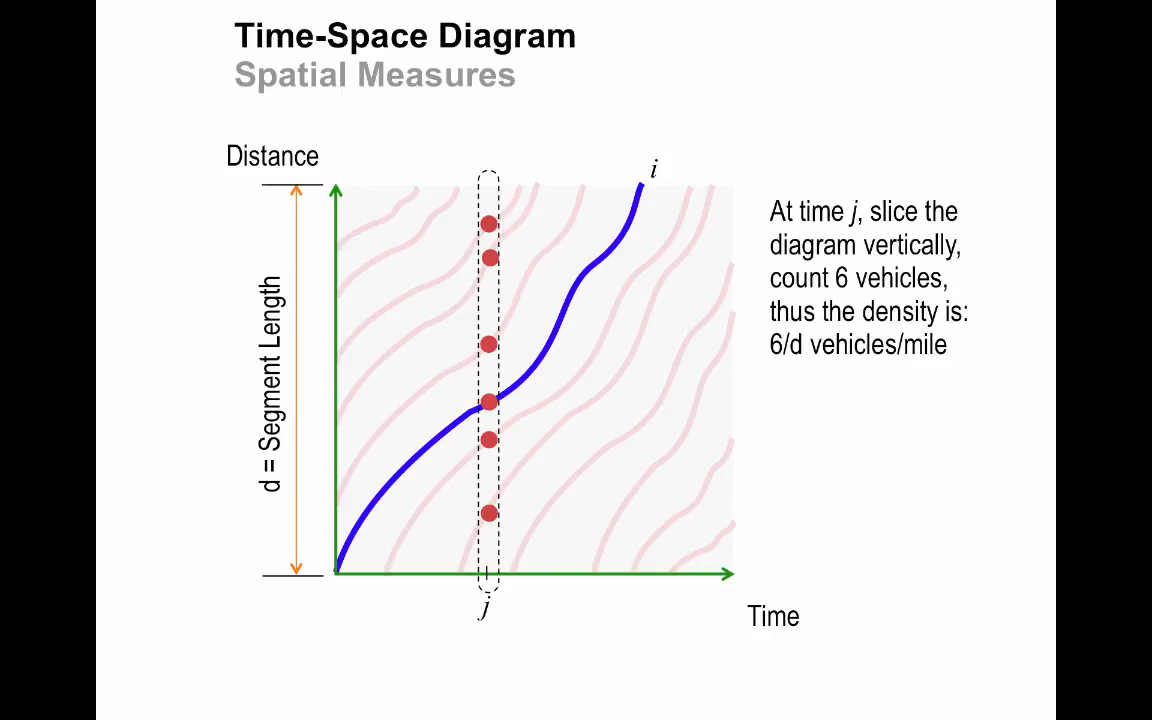 Time-Space Diagram
Spatial Measures
Distance
i
At time j, slice the
diagram vertically,
count 6 vehicles,
thus the density is:
6/d vehicles/mile
d = Segment Length
j
Time